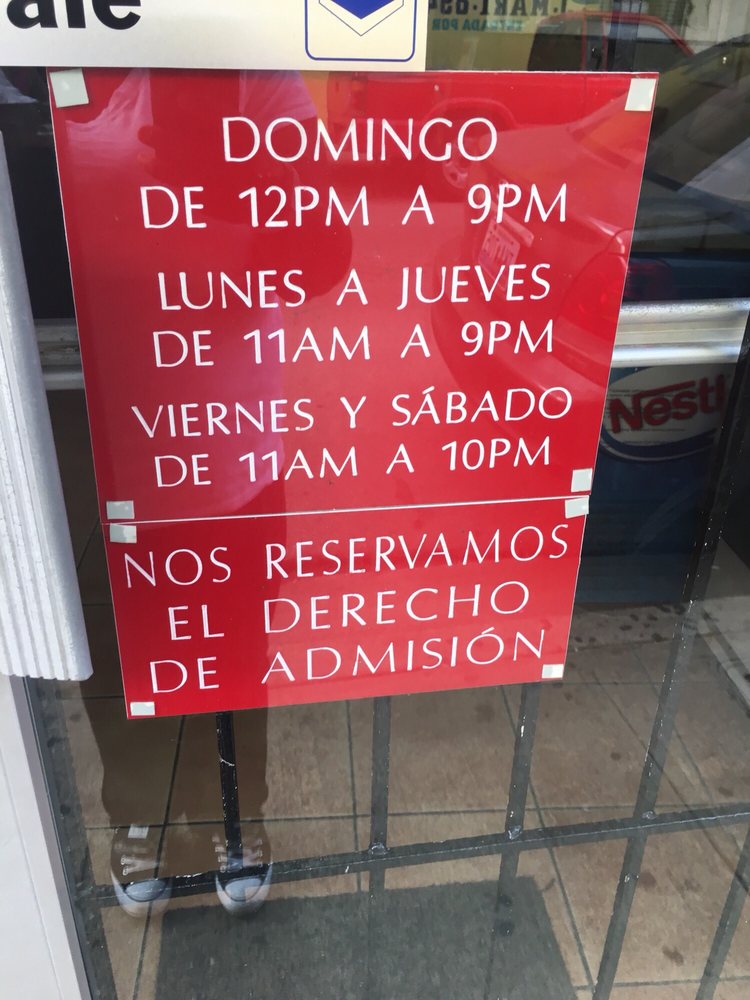 DOMINGO
DE 12PM A 9PM
LUNES A JUEVES
DE 11AM A 9PM
VIERNES Y SÁBADO
DE 11AM A 10PM
NOS RESERVAMOS
EL DERECHO
DE ADMISIÓN